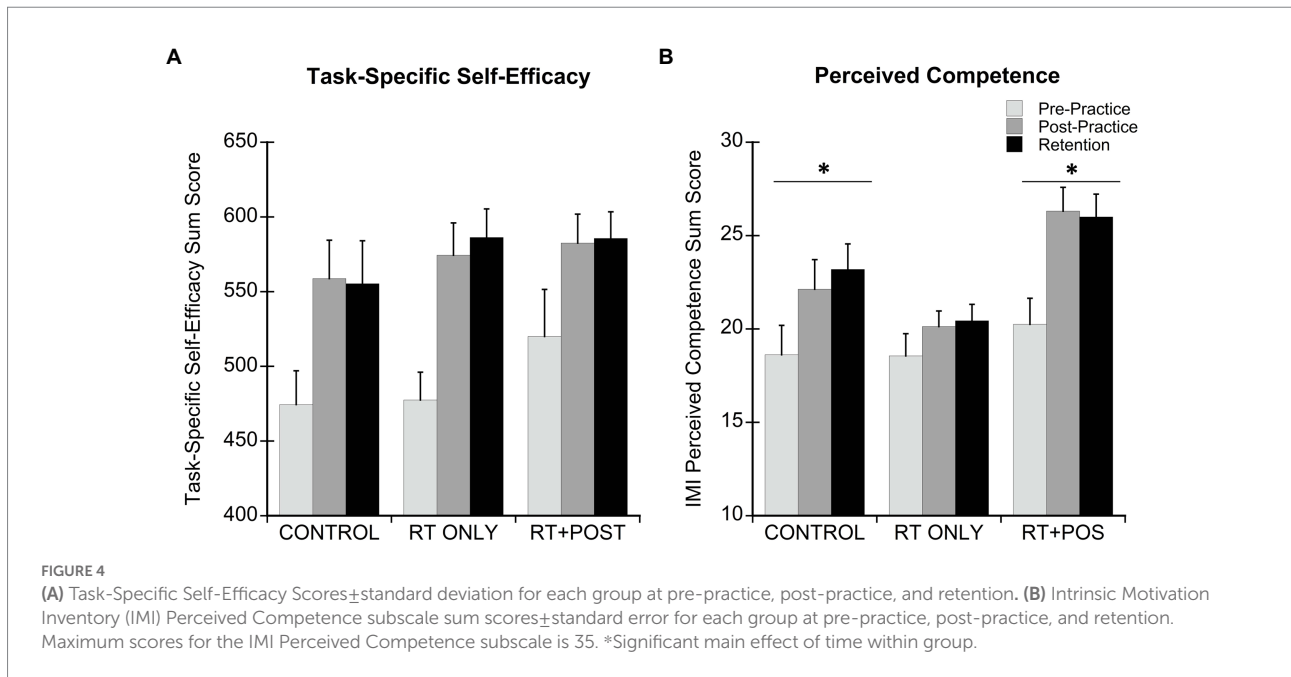 A
Task-Specific Self-Efficacy
Task-Specific Self-Efficacy Sum Score
650
600
550
500
450
400
CONTROL RT ONLY RT+POST
B
Perceived Competence
Pre-Practice
Post-Practice
Retention
IMI Perceived Competence Sum Score
30
25
20
15
10
*
*
CONTROL RT ONLY RT+POS
FIGURE 4
(A) Task-Specific Self-Efficacy Scores±standard deviation for each group at pre-practice, post-practice, and retention. (B) Intrinsic Motivation
Inventory (IMI) Perceived Competence subscale sum scores±standard error for each group at pre-practice, post-practice, and retention.
Maximum scores for the IMI Perceived Competence subscale is 35. *Significant main effect of time within group.